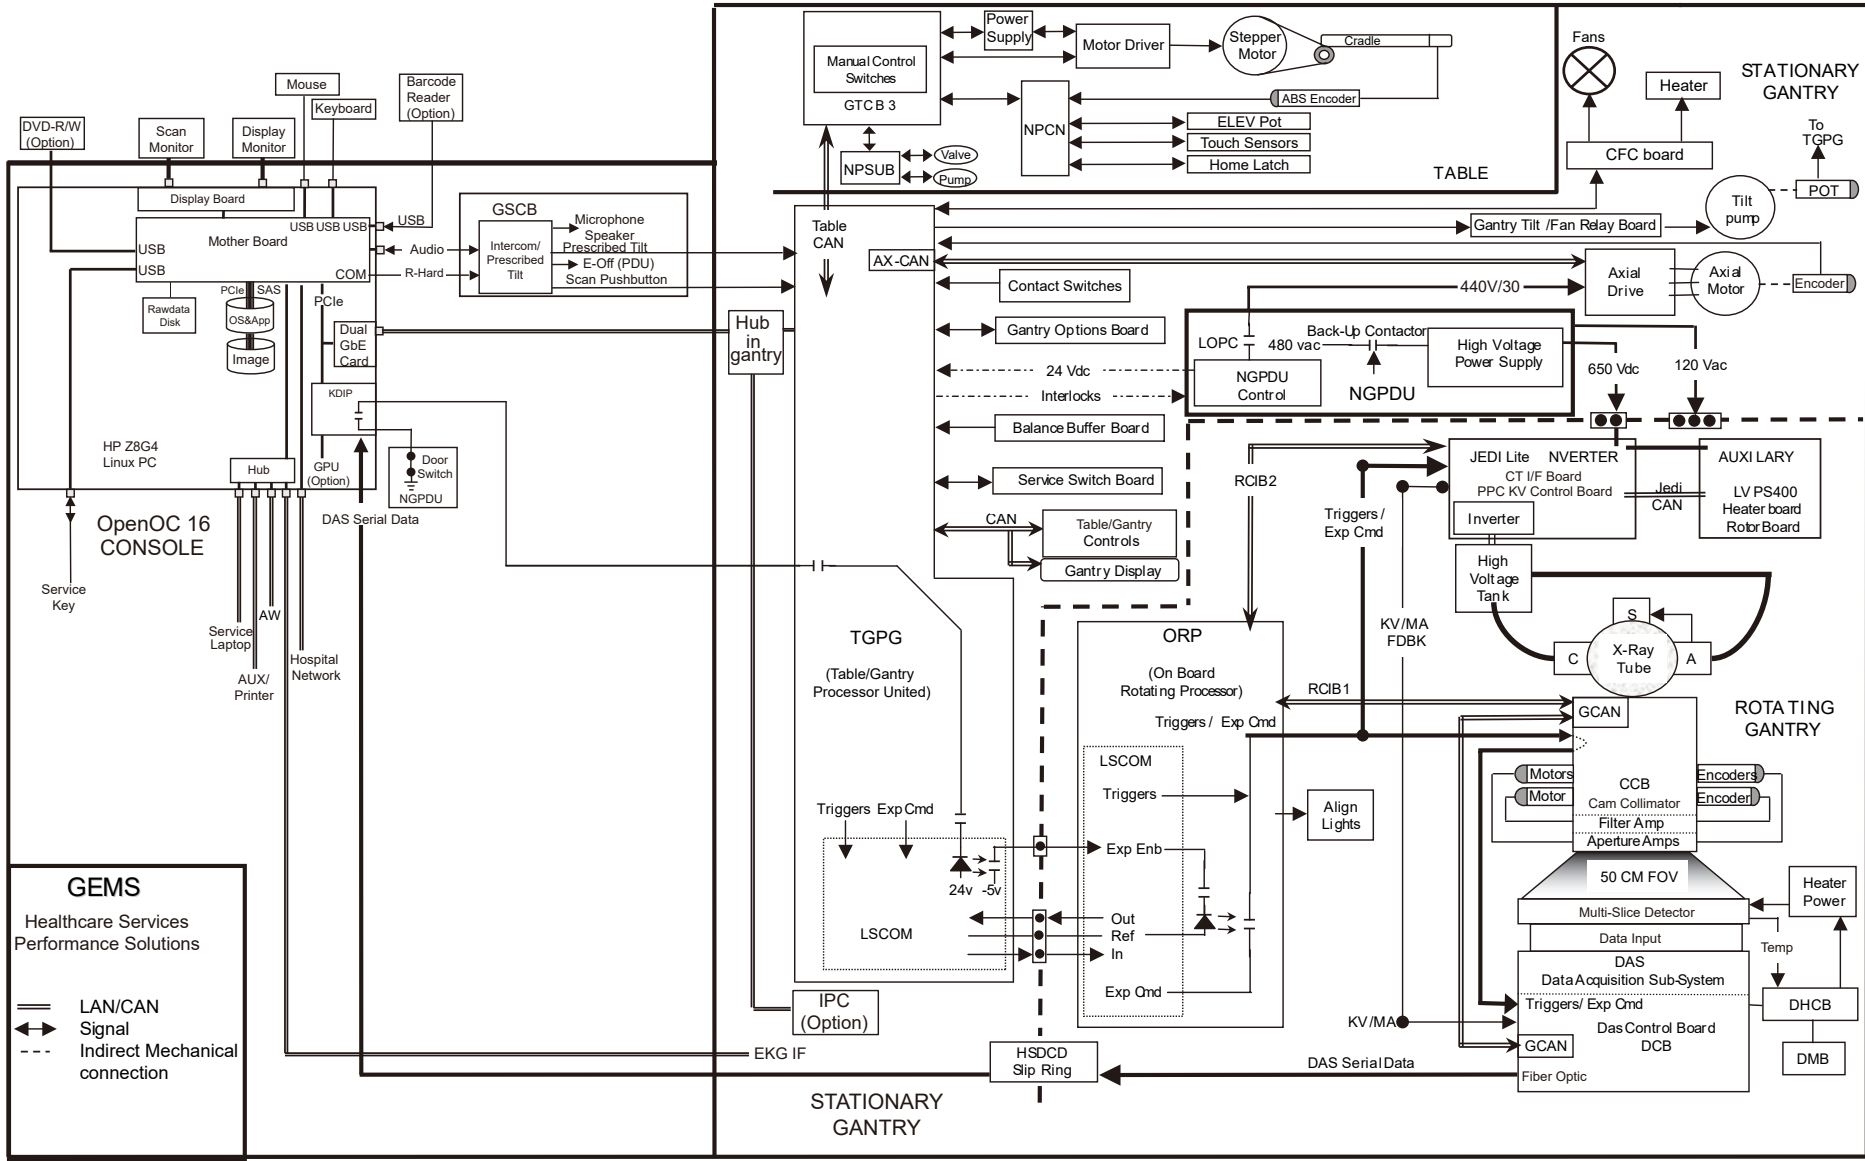 DVD-R/W
(Option)
Scan
Monitor
Display
Monitor
Mouse
Keyboard
Barcode
Reader
(Option)
Display Board
Mother Board
USB USB USB
USB
USB
USB
Audio
COM
R-Hard
PCIe
SAS
PCIe
Rawdata
Disk
OS&App
Image
Dual
GbE
Card
KDIP
HP Z8G4
Linux PC
Hub
GPU
(Option)
Door
Switch
NGPDU
DAS Serial Data
OpenOC 16
CONSOLE
Service
Key
Service
Laptop
AW
AUX/
Printer
Hospital
Network
GSCB
Intercom/
Prescribed
Tilt
Microphone
Speaker
Prescribed Tilt
E-Off (PDU)
Scan Pushbutton
Hub
in
gantry
GEMS
Healthcare Services
Performance Solutions
LAN/CAN
Signal
Indirect Mechanical
connection
Manual Control
Switches
GTCB 3
Power
Supply
Motor Driver
Stepper
Motor
Cradle
ABS Encoder
NPCN
ELEV Pot
Touch Sensors
Home Latch
NPSUB
Valve
Pump
TABLE
Fans
Heater
STATIONARY
GANTRY
CFC board
To
TGPG
POT
Tilt
pump
Gantry Tilt /Fan Relay Board
Table
CAN
AX-CAN
Axial
Drive
Axial
Motor
Encoder
Contact Switches
440V/30
Gantry Options Board
LOPC
480 vac
Back-Up Contactor
High Voltage
Power Supply
NGPDU
Control
NGPDU
650 Vdc
120 Vac
24 Vdc
Interlocks
Balance Buffer Board
Service Switch Board
CAN
Table/Gantry
Controls
Gantry Display
RCIB2
Triggers /
Exp Cmd
JEDI Lite NVERTER
CT I/F Board
PPC KV Control Board
Inverter
Jedi
CAN
AUXI LARY
LV PS400
Heater board
Rotor Board
High
Voltage
Tank
KV/MA
FDBK
S
C
X-Ray
Tube
A
TGPG
(Table/Gantry
Processor United)
ORP
(On Board
Rotating Processor)
RCIB1
Triggers / Exp Cmd
GCAN
ROTATING
GANTRY
LSCOM
Triggers
Align
Lights
Motors
Motor
Encoders
Encoder
CCB
Cam Collimator
Filter Amp
Aperture Amps
Triggers Exp Cmd
24v -5v
LSCOM
Exp Enb
Out
Ref
In
Exp Cmd
50 CM FOV
Heater
Power
Multi-Slice Detector
Data Input
Temp
DAS
Data Acquisition Sub-System
Triggers/ Exp Cmd
Das Control Board
DCB
DHCB
DMB
KV/MA
GCAN
Fiber Optic
IPC
(Option)
EKG IF
HSDCD
Slip Ring
DAS Serial Data
STATIONARY
GANTRY